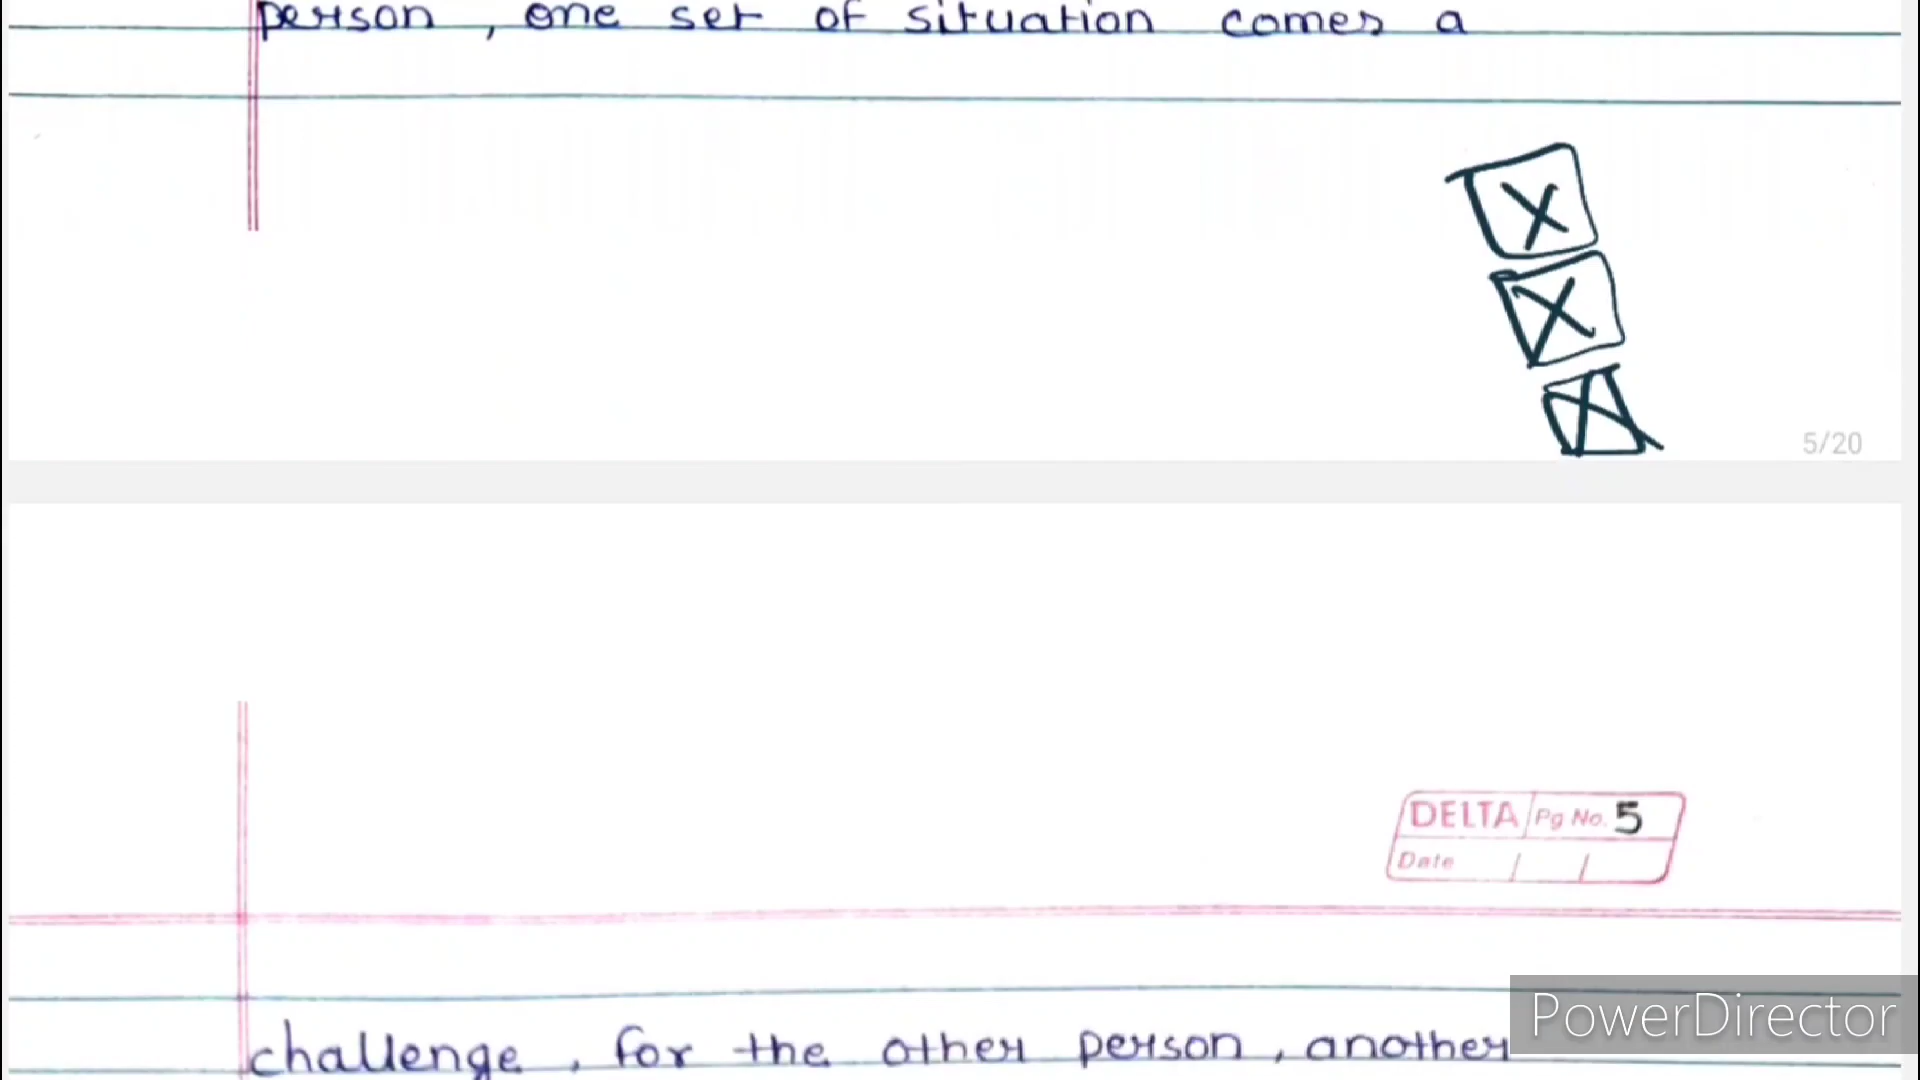 person, one set of situation comes a
X
X
X
5/20
DELTA Pg No. 5
Date / /
PowerDirector
challenge, for the other person, another